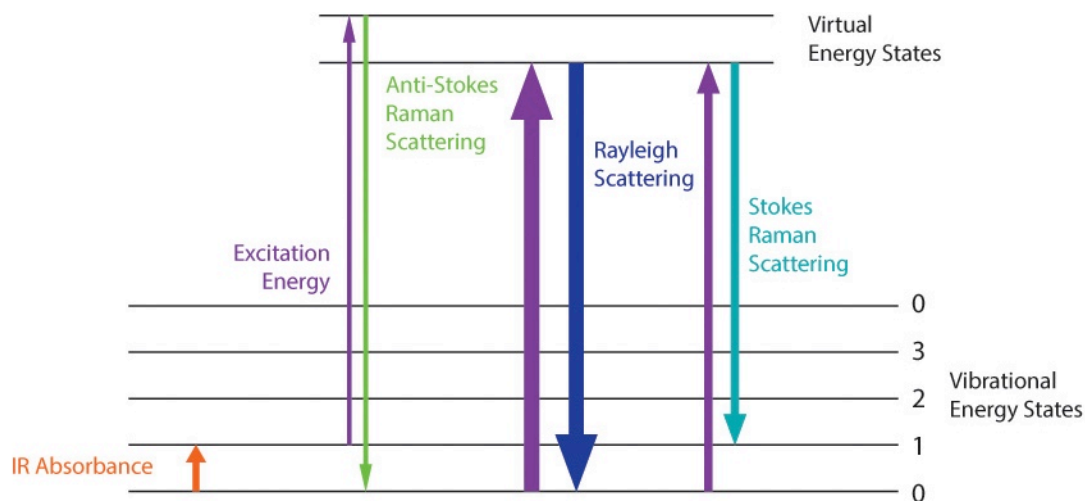 Virtual
Energy States
Anti-Stokes
Raman
Scattering
Rayleigh
Scattering
Stokes
Raman
Scattering
Excitation
Energy
0
3
2
Vibrational
Energy States
1
IR Absorbance
0